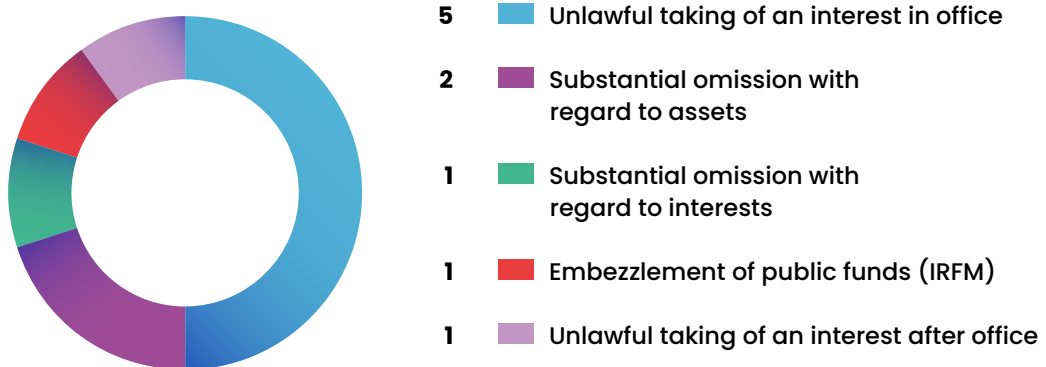 5 Unlawful taking of an interest in office
2 Substantial omission with
regard to assets
1 Substantial omission with
regard to interests
1 Embezzlement of public funds (IRFM)
1 Unlawful taking of an interest after office